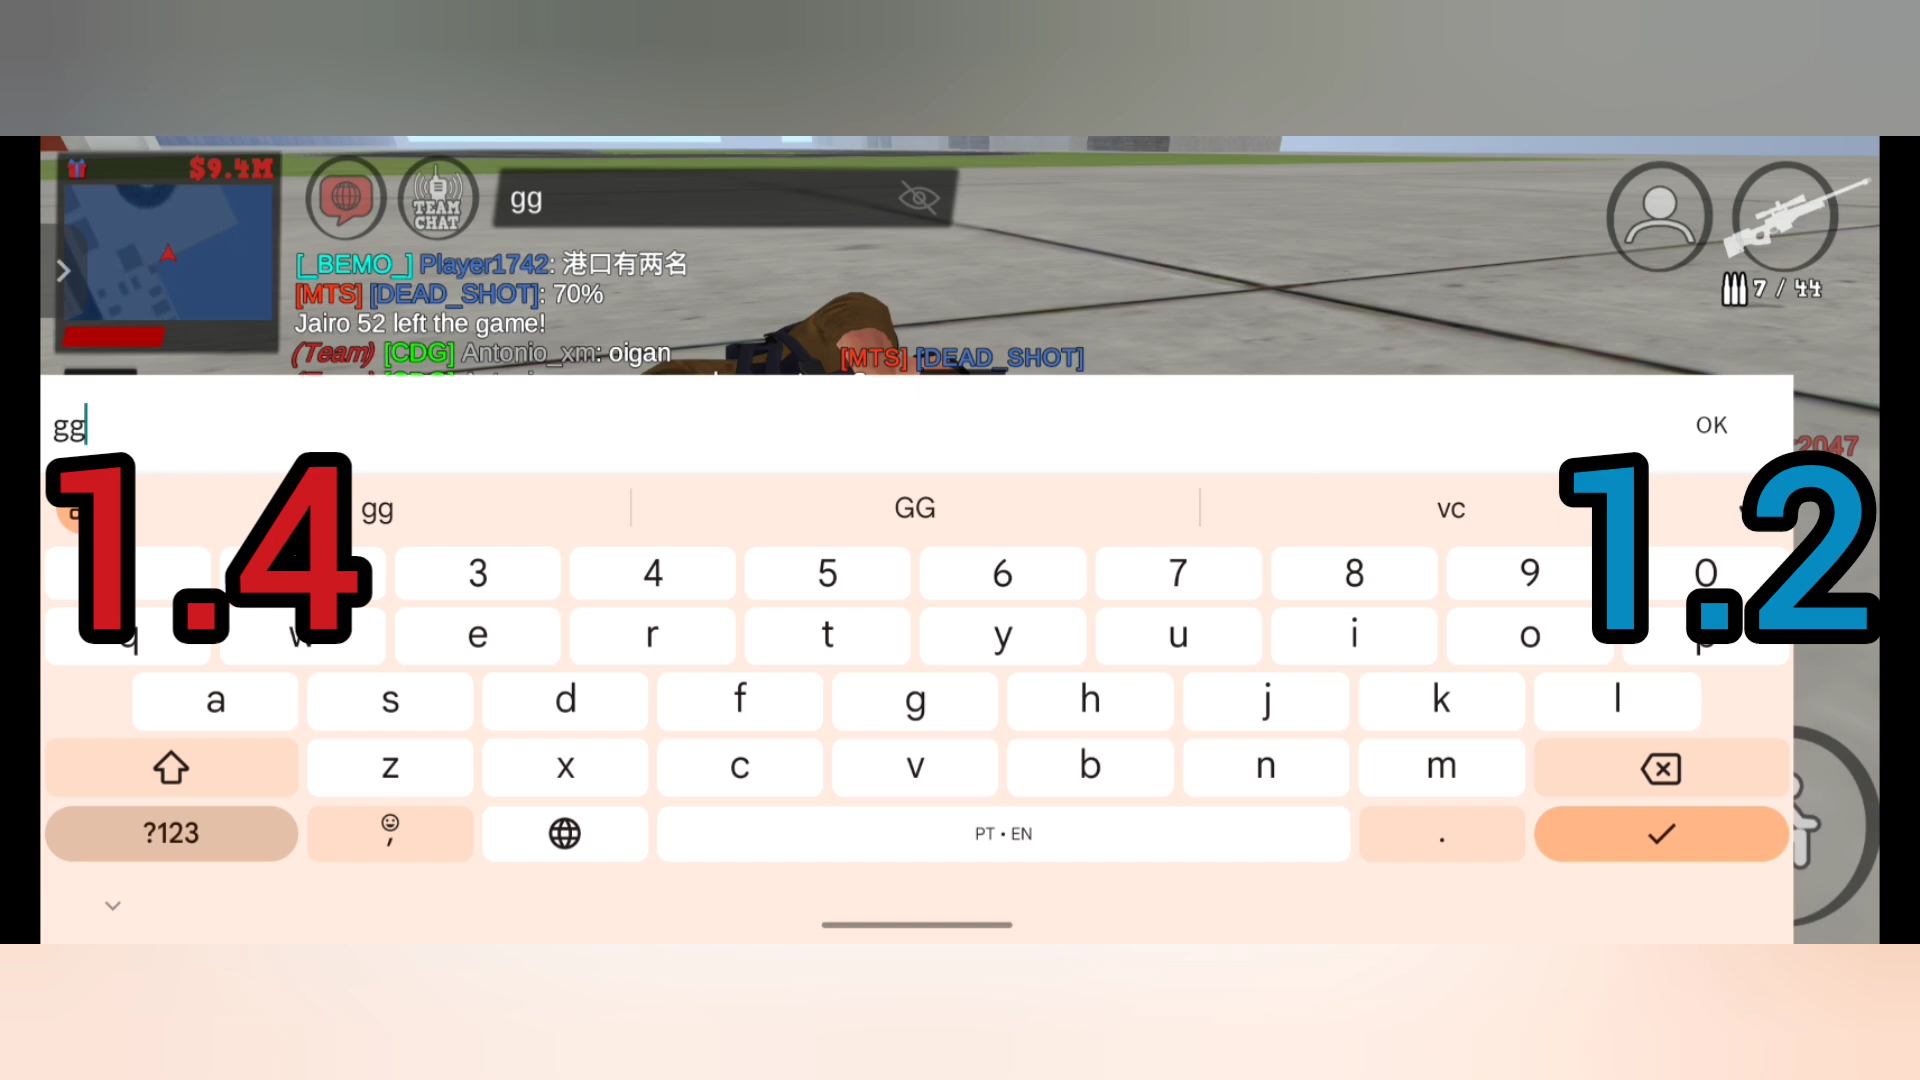 $9.4M
TEAM
CHAT
gg
[_BEMO_] Player1742: 港口有两名
[MTS] [DEAD_SHOT]: 70%
Jairo 52 left the game!
(Team) [CDG] Antonio_xm: oigan
[MTS] [DEAD_SHOT]
7 / 44
gg
OK
2047
1.4
1.2
gg
GG
vc
3 4 5 6 7 8 9 0
q w e r t y u i o p
a s d f g h j k l
z x c v b n m
?123
,
PT • EN
.